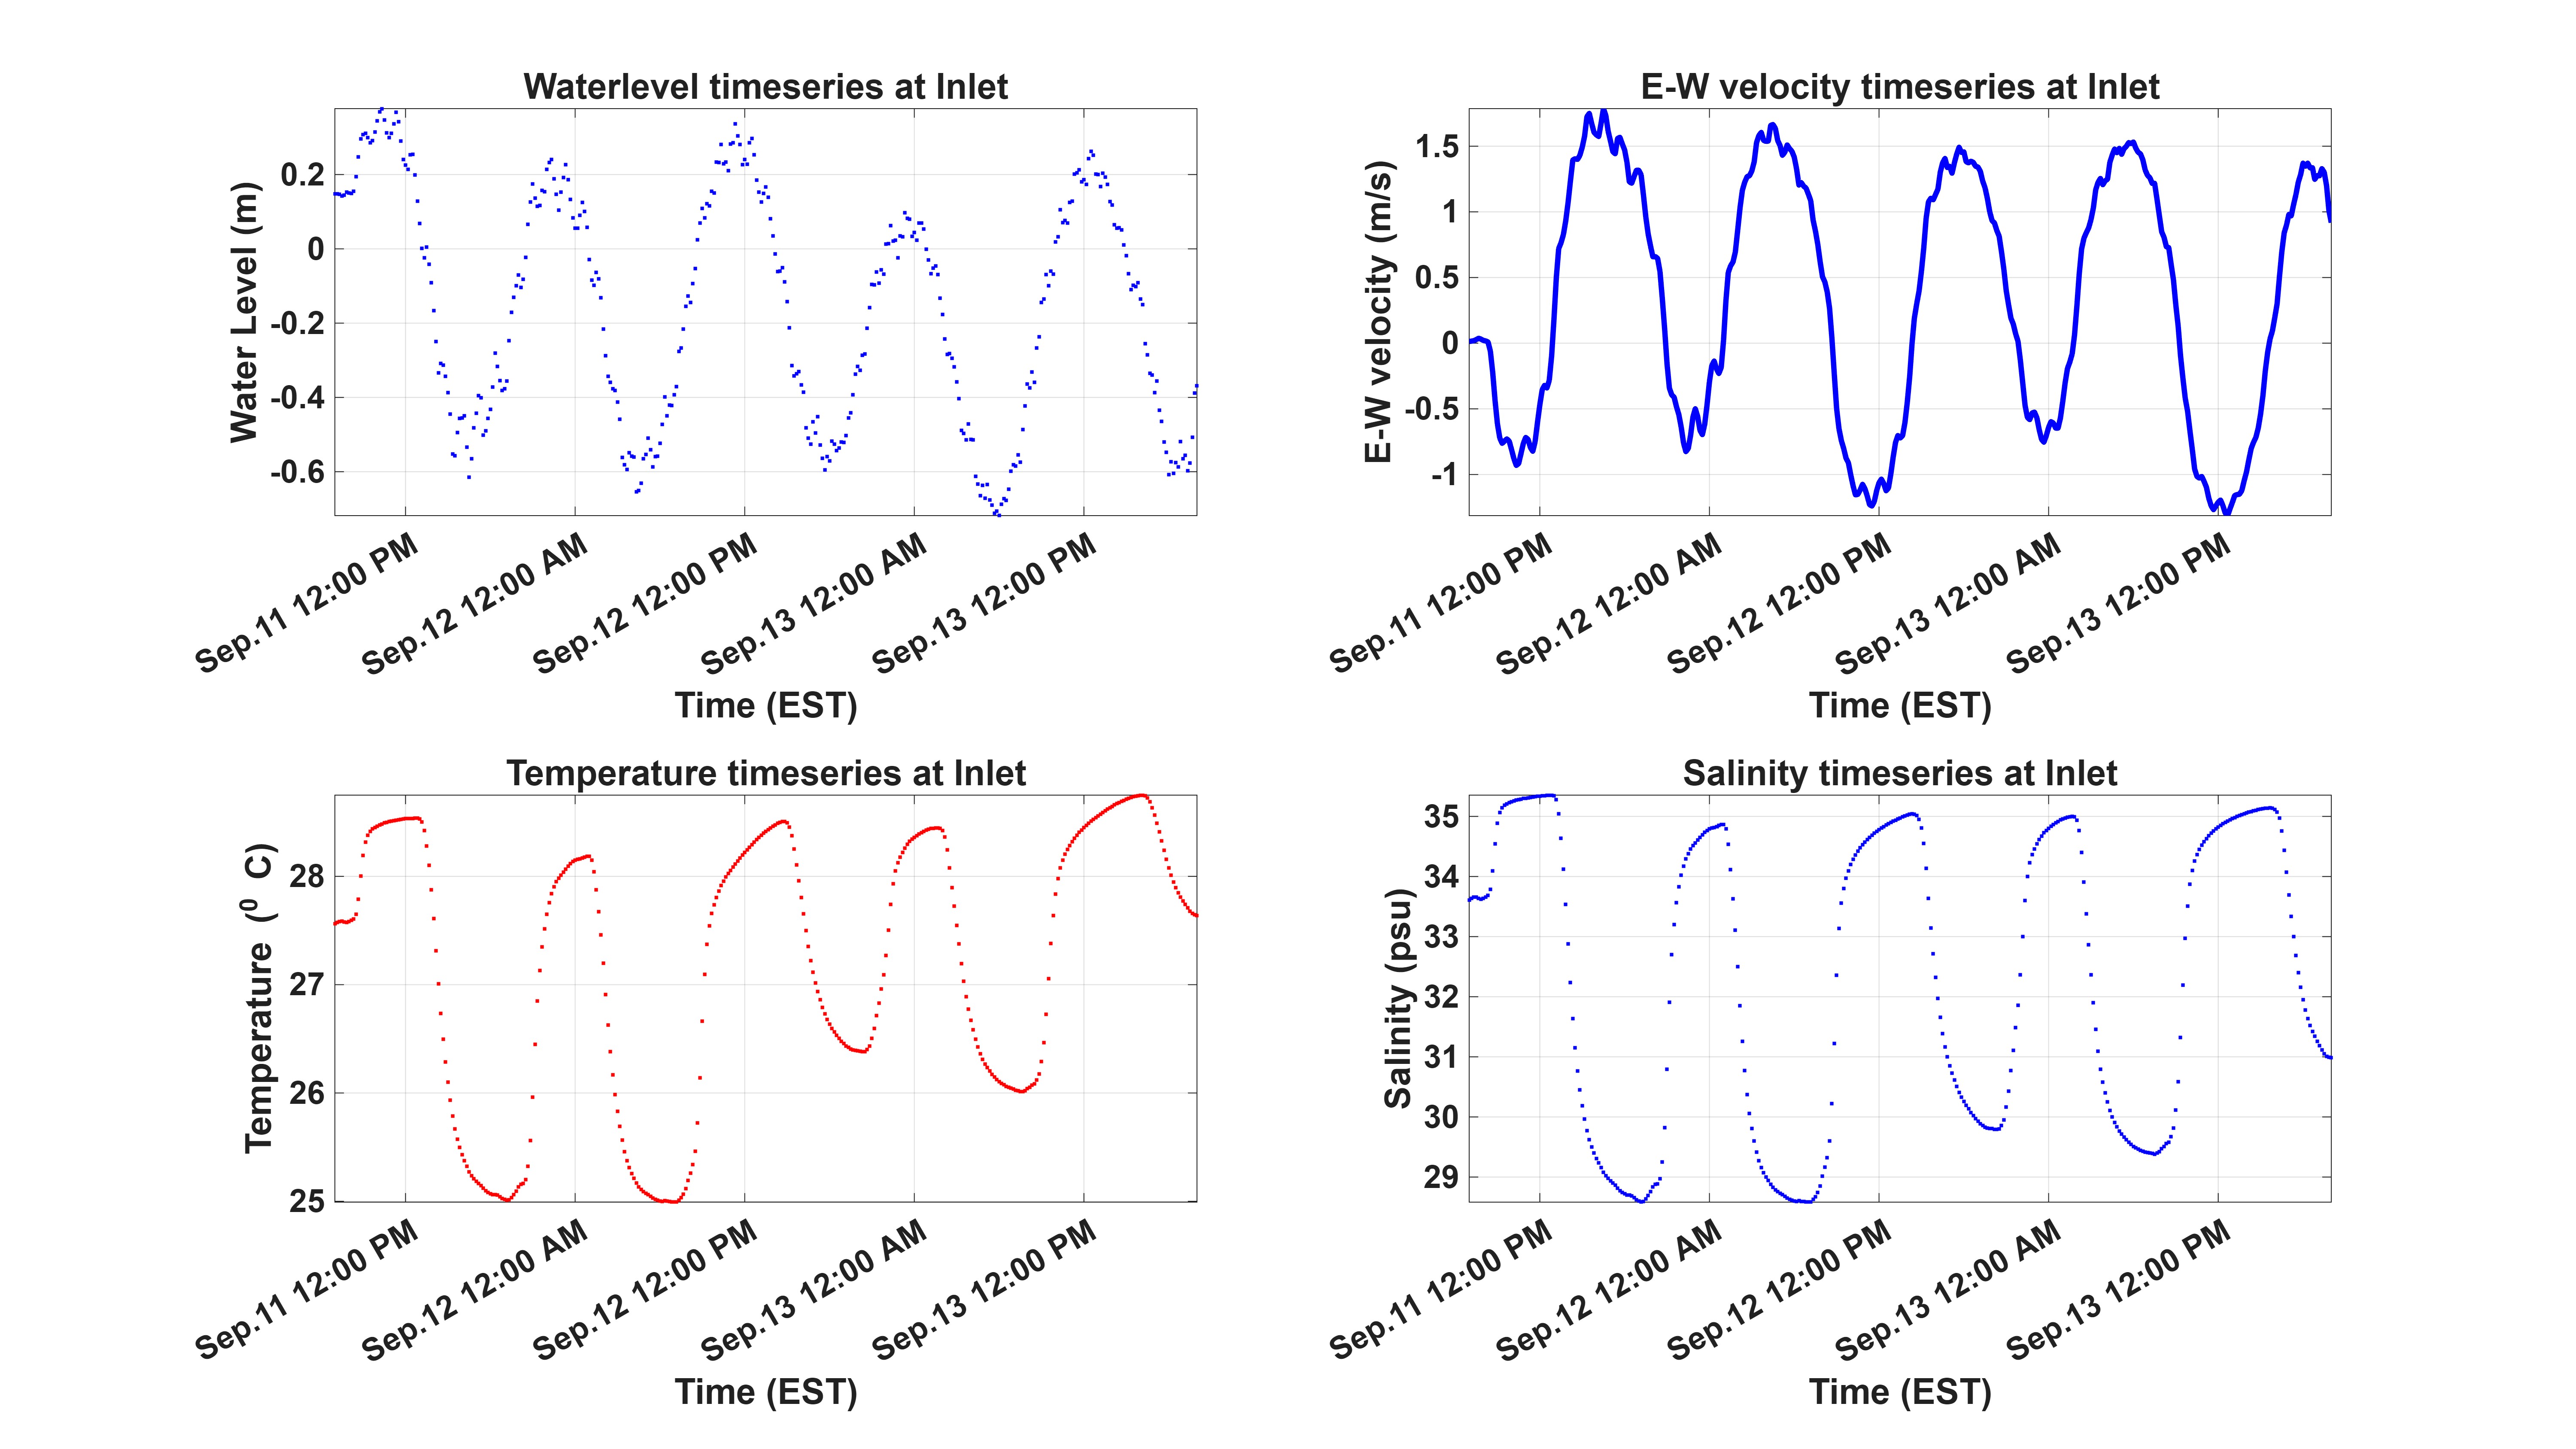 Waterlevel timeseries at Inlet
Water Level (m)
0.2
0
-0.2
-0.4
-0.6
Sep.11 12:00 PM
Sep.12 12:00 AM
Sep.12 12:00 PM
Sep.13 12:00 AM
Sep.13 12:00 PM
Time (EST)
E-W velocity timeseries at Inlet
E-W velocity (m/s)
1.5
1
0.5
0
-0.5
-1
Sep.11 12:00 PM
Sep.12 12:00 AM
Sep.12 12:00 PM
Sep.13 12:00 AM
Sep.13 12:00 PM
Time (EST)
Temperature timeseries at Inlet
Temperature (⁰ C)
28
27
26
25
Sep.11 12:00 PM
Sep.12 12:00 AM
Sep.12 12:00 PM
Sep.13 12:00 AM
Sep.13 12:00 PM
Time (EST)
Salinity timeseries at Inlet
Salinity (psu)
35
34
33
32
31
30
29
Sep.11 12:00 PM
Sep.12 12:00 AM
Sep.12 12:00 PM
Sep.13 12:00 AM
Sep.13 12:00 PM
Time (EST)